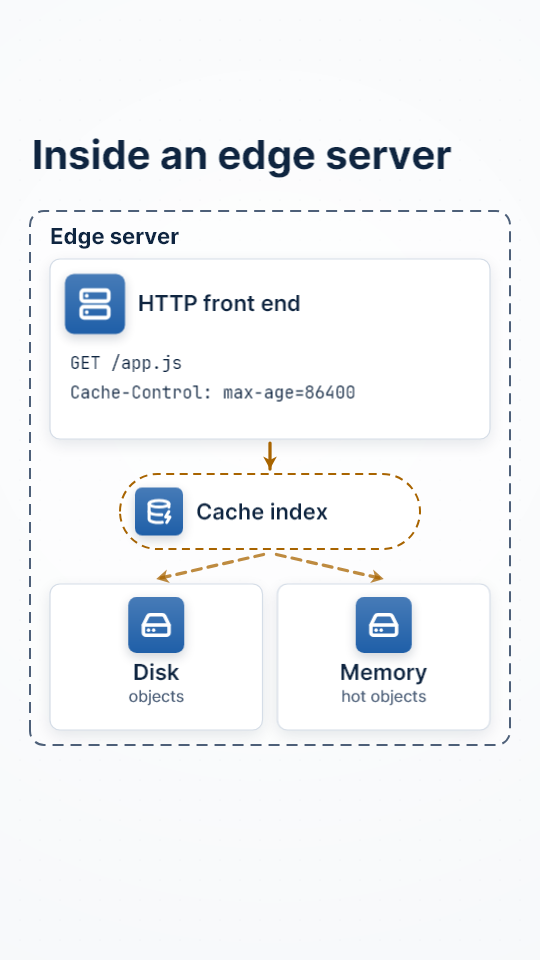 Inside an edge server
Edge server
HTTP front end
GET /app.js
Cache-Control: max-age=86400
Cache index
Disk
objects
Memory
hot objects